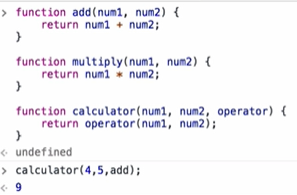 > function add(num1, num2) {
    return num1 + num2;
}

function multiply(num1, num2) {
    return num1 * num2;
}

function calculator(num1, num2, operator) {
    return operator(num1, num2);
}
<· undefined
> calculator(4,5,add);
<· 9